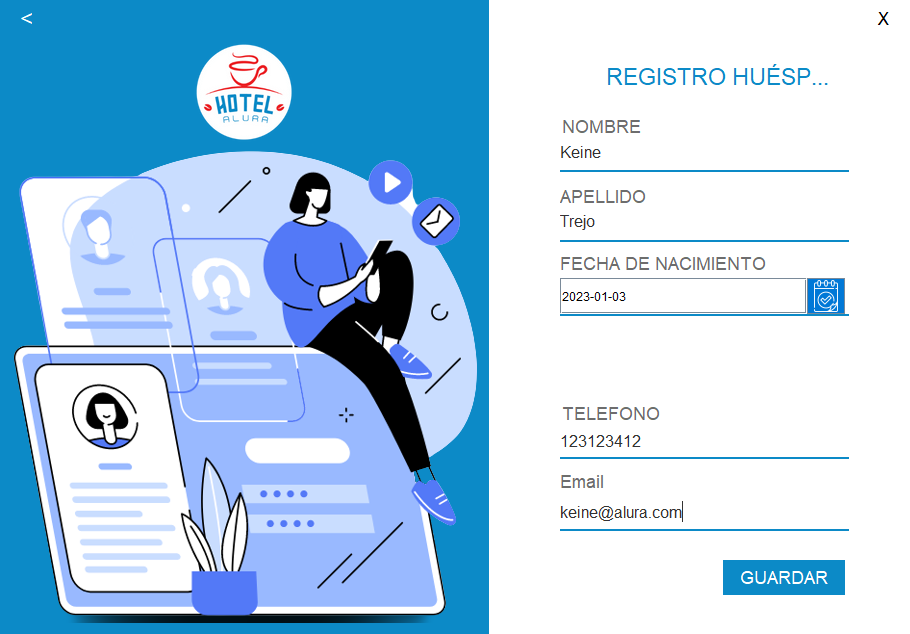 <
X
HOTEL
ALURA
REGISTRO HUÉSP...
NOMBRE
Keine
APELLIDO
Trejo
FECHA DE NACIMIENTO
2023-01-03
TELEFONO
123123412
Email
keine@alura.com
GUARDAR